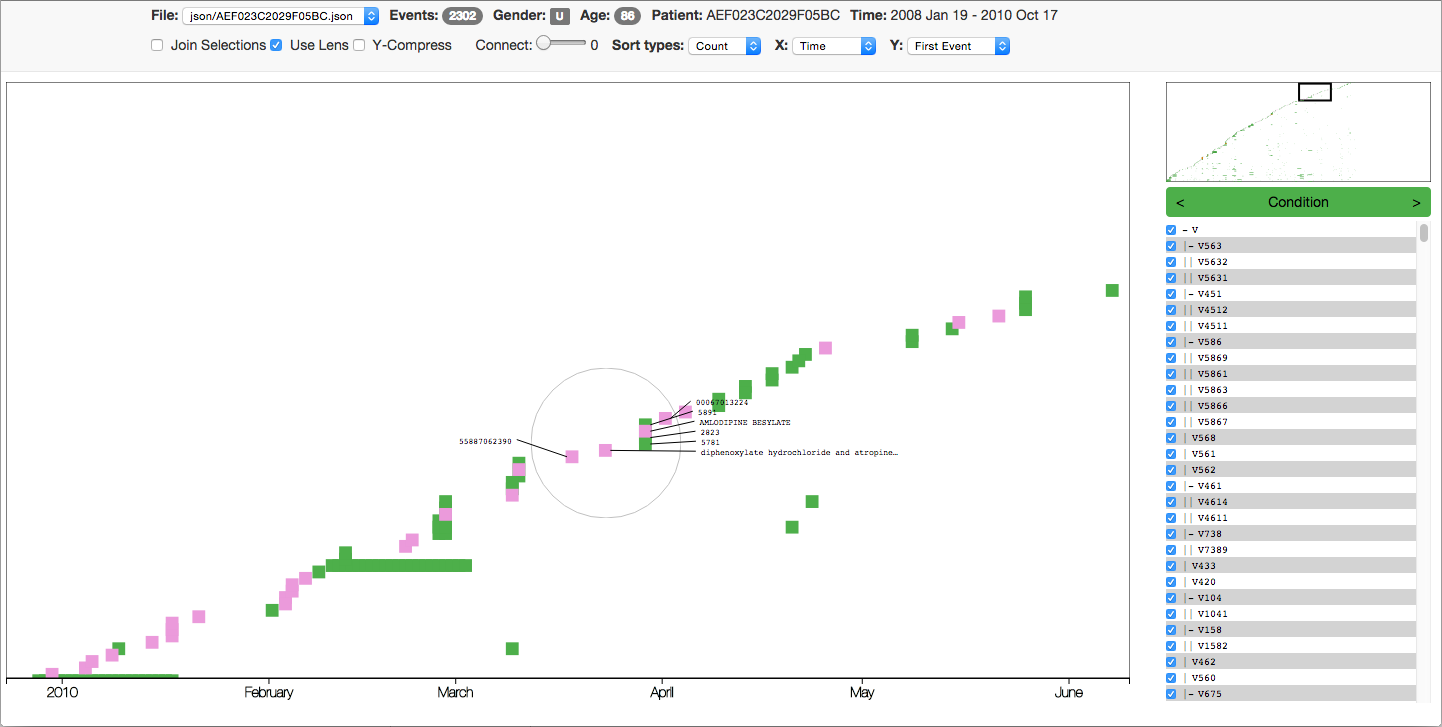 File: json/AEF023C2029F05BC.json Events: 2302 Gender: U Age: 86 Patient: AEF023C2029F05BC Time: 2008 Jan 19 - 2010 Oct 17
Join Selections Use Lens Y-Compress Connect: 0 Sort types: Count X: Time Y: First Event
< Condition >
- V
|- V563
|| V5632
|| V5631
|- V451
|| V4512
|| V4511
|- V586
|| V5869
|| V5861
|| V5863
|| V5866
|| V5867
| V568
| V561
| V562
|- V461
|| V4614
|| V4611
|- V738
|| V7389
| V433
| V420
|- V104
|| V1041
|- V158
|| V1582
| V462
| V560
|- V675
00067013224
5891
AMLODIPINE BESYLATE
2823
5781
diphenoxylate hydrochloride and atropine…
55887062390
2010 February March April May June